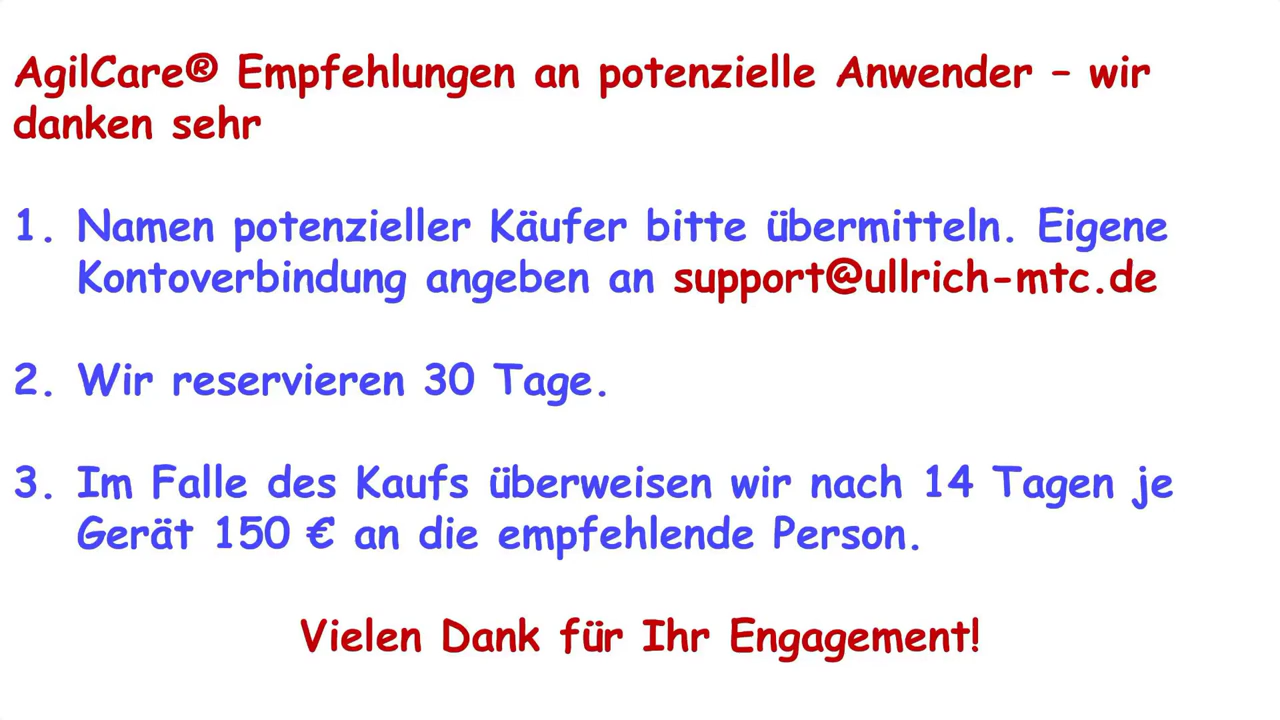 AgilCare® Empfehlungen an potenzielle Anwender – wir
danken sehr
1. Namen potenzieller Käufer bitte übermitteln. Eigene
Kontoverbindung angeben an support@ullrich-mtc.de
2. Wir reservieren 30 Tage.
3. Im Falle des Kaufs überweisen wir nach 14 Tagen je
Gerät 150 € an die empfehlende Person.
Vielen Dank für Ihr Engagement!